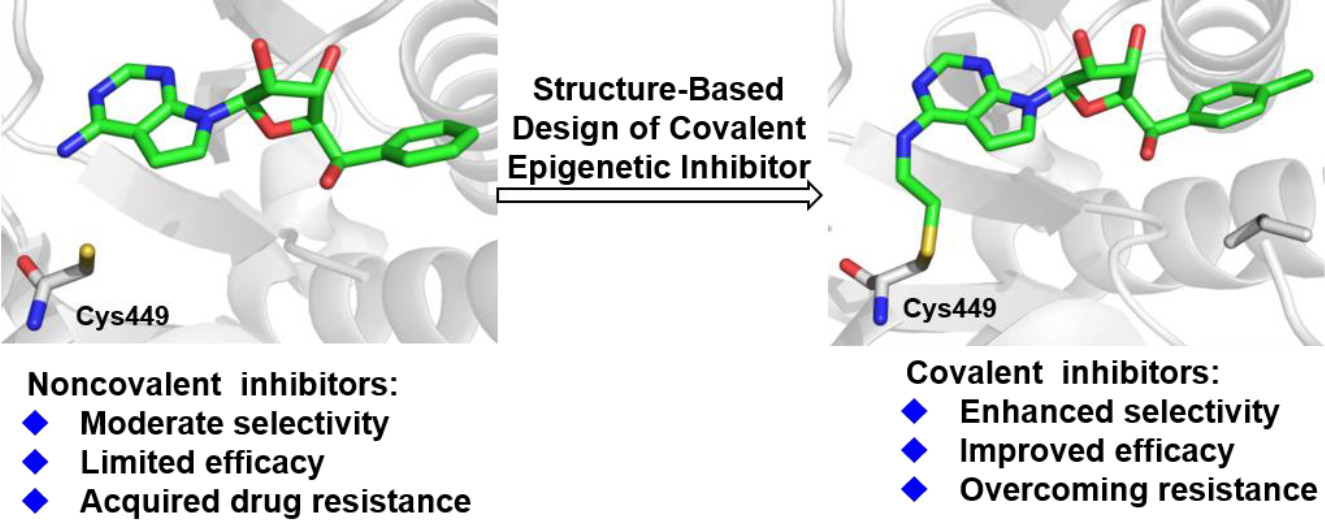 Structure-Based
Design of Covalent
Epigenetic Inhibitor
Cys449
Cys449
Noncovalent inhibitors:
Moderate selectivity
Limited efficacy
Acquired drug resistance
Covalent inhibitors:
Enhanced selectivity
Improved efficacy
Overcoming resistance